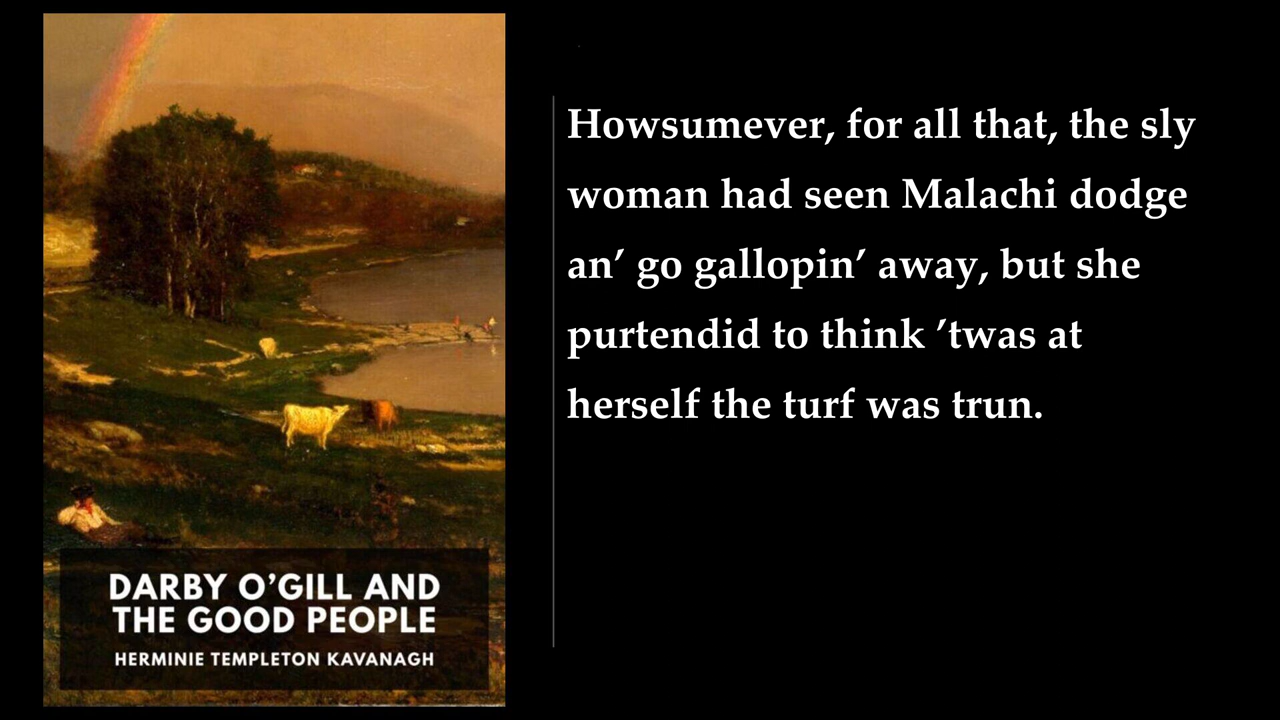 Howsumever, for all that, the sly
woman had seen Malachi dodge
an’ go gallopin’ away, but she
purtendid to think ’twas at
herself the turf was trun.
DARBY O’GILL AND
THE GOOD PEOPLE
HERMINIE TEMPLETON KAVANAGH